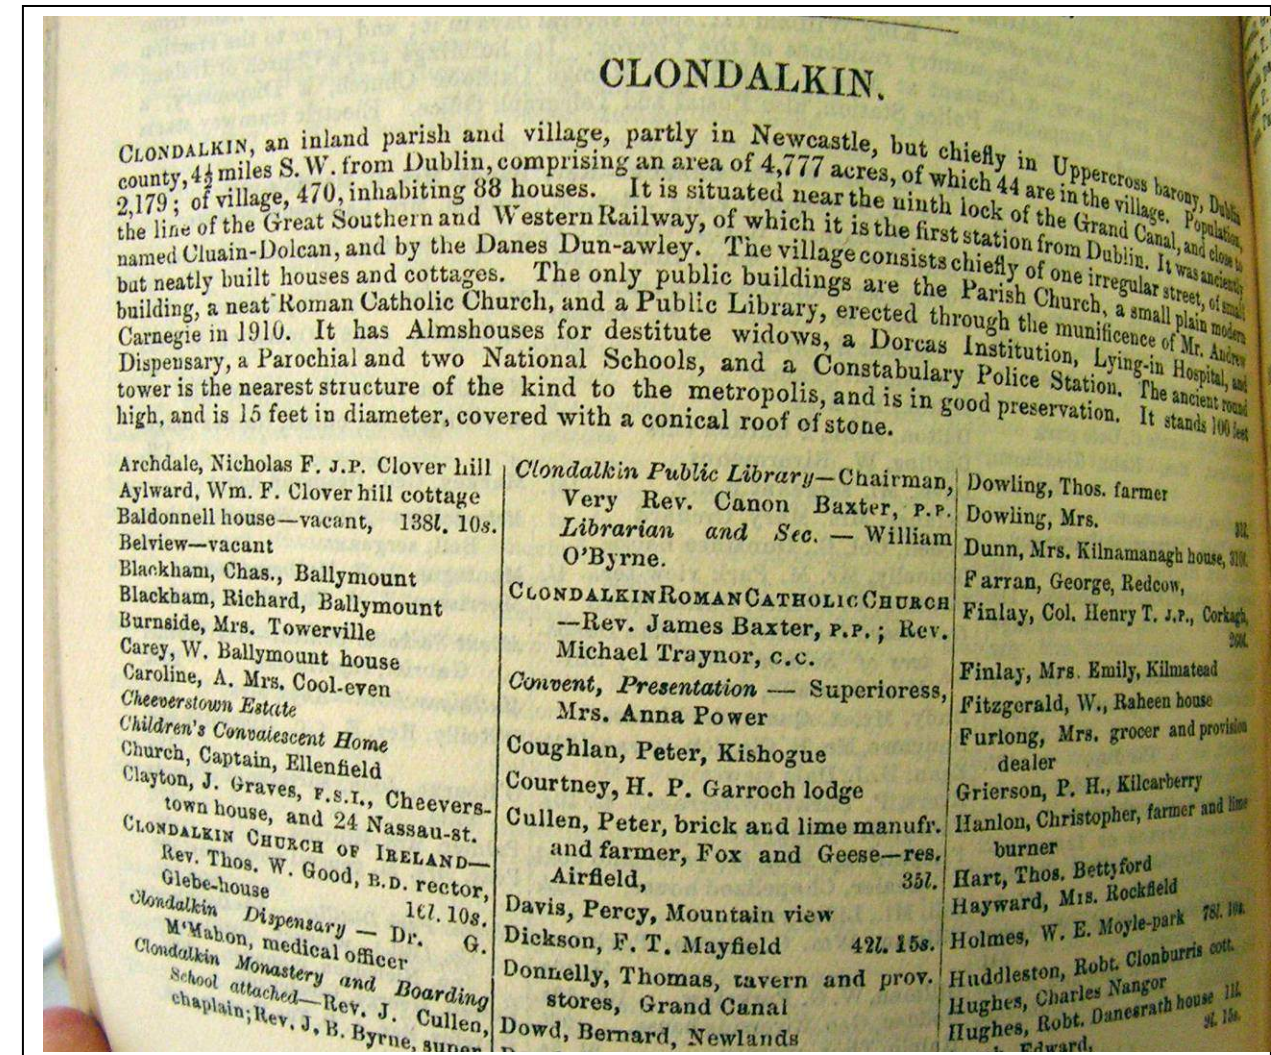 CLONDALKIN.
CLONDALKIN, an inland parish and village, partly in Newcastle, but chiefly in Uppercross barony, Dublin
county, 4½ miles S.W. from Dublin, comprising an area of 4,777 acres, of which 44 are in the village. Population,
2,179; of village, 470, inhabiting 88 houses. It is situated near the ninth lock of the Grand Canal, and close to
the line of the Great Southern and Western Railway, of which it is the first station from Dublin. It was anciently
named Cluain-Dolcan, and by the Danes Dun-awley. The village consists chiefly of one irregular street, of small
but neatly built houses and cottages. The only public buildings are the Parish Church, a small plain modern
building, a neat Roman Catholic Church, and a Public Library, erected through the munificence of Mr. Andrew
Carnegie in 1910. It has Almshouses for destitute widows, a Dorcas Institution, Lying-in Hospital, and
Dispensary, a Parochial and two National Schools, and a Constabulary Police Station. The ancient round
tower is the nearest structure of the kind to the metropolis, and is in good preservation. It stands 100 feet
high, and is 15 feet in diameter, covered with a conical roof of stone.
Archdale, Nicholas F. J.P. Clover hill
Aylward, Wm. F. Clover hill cottage
Baldonnell house—vacant, 138l. 10s.
Belview—vacant
Blackham, Chas., Ballymount
Blackham, Richard, Ballymount
Burnside, Mrs. Towerville
Carey, W. Ballymount house
Caroline, A. Mrs. Cool-even
Cheeverstown Estate
Children's Convalescent Home
Church, Captain, Ellenfield
Clayton, J. Graves, F.S.I., Cheevers-
town house, and 24 Nassau-st.
CLONDALKIN CHURCH OF IRELAND—
Rev. Thos. W. Good, B.D. rector,
Glebe-house 10s.
Clondalkin Dispensary — Dr. G.
M'Mahon, medical officer
Clondalkin Monastery and Boarding
School attached—Rev. J. Cullen,
chaplain; Rev. J. B. Byrne, super
Clondalkin Public Library—Chairman,
Very Rev. Canon Baxter, P.P.
Librarian and Sec. — William
O'Byrne.
CLONDALKIN ROMAN CATHOLIC CHURCH
—Rev. James Baxter, P.P.; Rev.
Michael Traynor, C.C.
Convent, Presentation — Superioress,
Mrs. Anna Power
Coughlan, Peter, Kishogue
Courtney, H. P. Garroch lodge
Cullen, Peter, brick and lime manufr.
and farmer, Fox and Geese—res.
Airfield, 35l.
Davis, Percy, Mountain view
Dickson, F. T. Mayfield 42l. 15s.
Donnelly, Thomas, tavern and prov.
stores, Grand Canal
Dowd, Bernard, Newlands
Dowling, Thos. farmer
Dowling, Mrs.
Dunn, Mrs. Kilnamanagh house,
Farran, George, Redcow,
Finlay, Col. Henry T. J.P., Corkagh,
Finlay, Mrs. Emily, Kilmatead
Fitzgerald, W., Raheen house
Furlong, Mrs. grocer and provision
dealer
Grierson, P. H., Kilcarberry
Hanlon, Christopher, farmer and lime
burner
Hart, Thos. Bettyford
Hayward, Mrs. Rockfield
Holmes, W. E. Moyle-park 78l. 10s.
Huddleston, Robt. Clonburris cott.
Hughes, Charles Nangor
Hughes, Robt. Danesrath house
Edward,